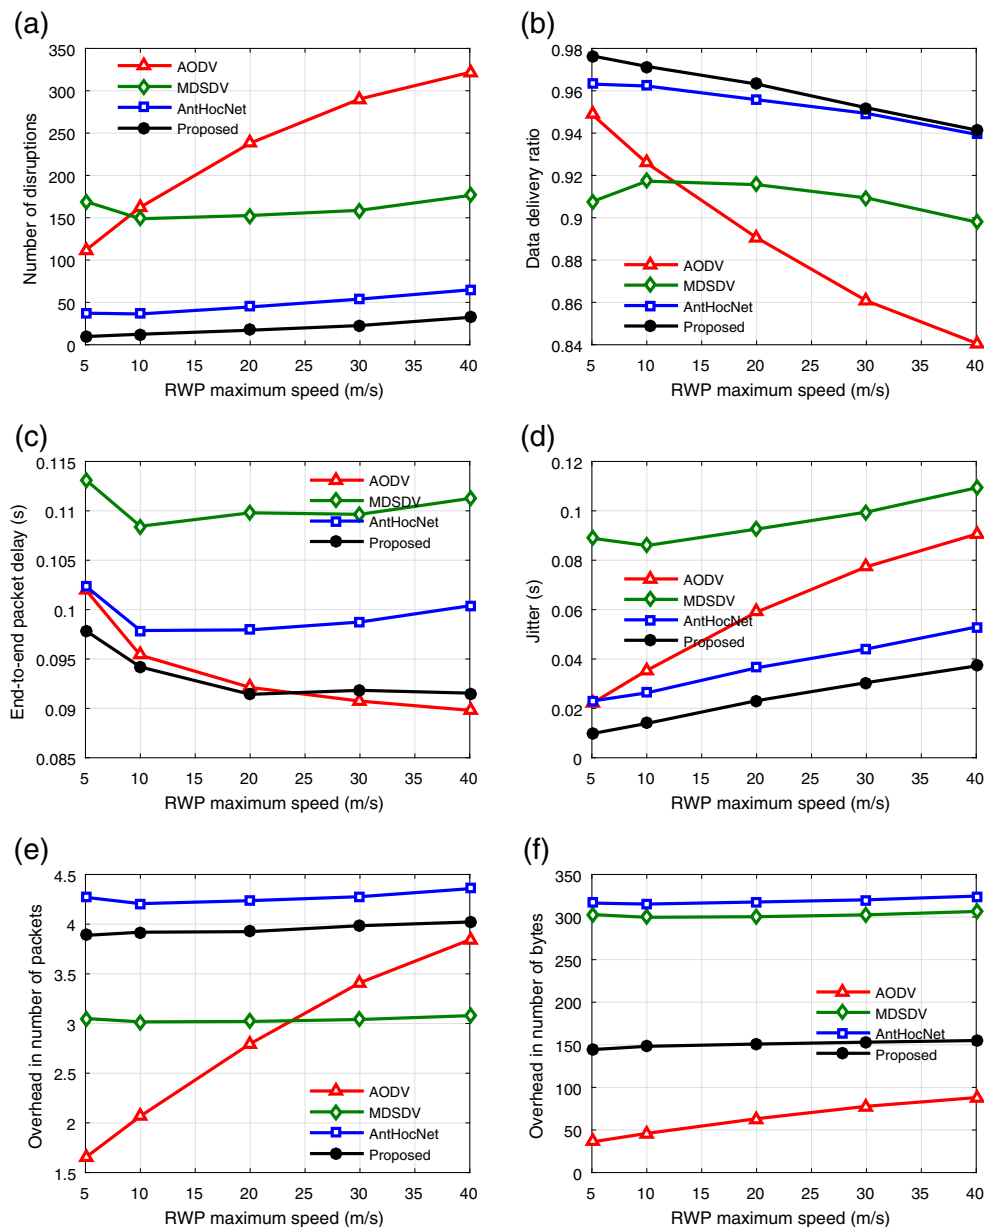 (a)
350
300
250
200
150
100
50
0
Number of disruptions
AODV
MDSDV
AntHocNet
Proposed
5 10 15 20 25 30 35 40
RWP maximum speed (m/s)
(b)
0.98
0.96
0.94
0.92
0.9
0.88
0.86
0.84
Data delivery ratio
AODV
MDSDV
AntHocNet
Proposed
5 10 15 20 25 30 35 40
RWP maximum speed (m/s)
(c)
0.115
0.11
0.105
0.1
0.095
0.09
0.085
End-to-end packet delay (s)
AODV
MDSDV
AntHocNet
Proposed
5 10 15 20 25 30 35 40
RWP maximum speed (m/s)
(d)
0.12
0.1
0.08
0.06
0.04
0.02
0
Jitter (s)
AODV
MDSDV
AntHocNet
Proposed
5 10 15 20 25 30 35 40
RWP maximum speed (m/s)
(e)
4.5
4
3.5
3
2.5
2
1.5
Overhead in number of packets
AODV
MDSDV
AntHocNet
Proposed
5 10 15 20 25 30 35 40
RWP maximum speed (m/s)
(f)
350
300
250
200
150
100
50
0
Overhead in number of bytes
AODV
MDSDV
AntHocNet
Proposed
5 10 15 20 25 30 35 40
RWP maximum speed (m/s)